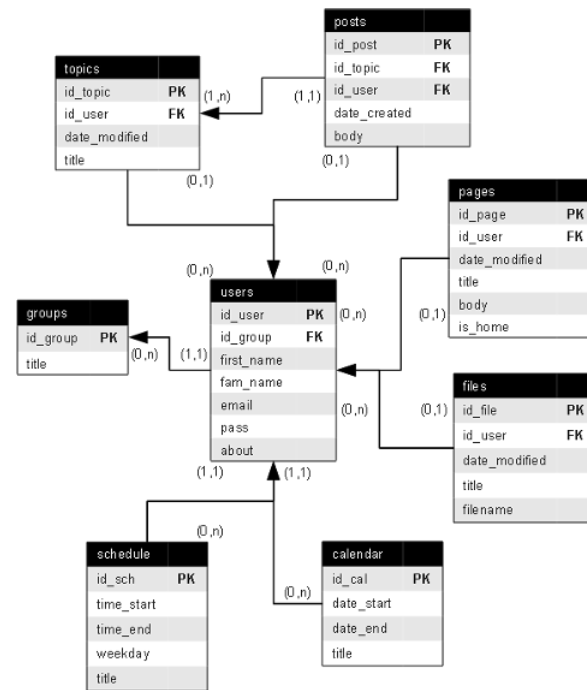 posts
id_post PK
id_topic FK
id_user FK
date_created
body
topics
id_topic PK
id_user FK
date_modified
title
(1,n)
(1,1)
(0,1)
(0,1)
pages
id_page PK
id_user FK
date_modified
title
body
is_home
(0,n)
(0,n)
users
id_user PK
id_group FK
first_name
fam_name
email
pass
about
groups
id_group PK
title
(0,n)
(1,1)
(0,n)
(0,1)
(0,n)
(0,1)
files
id_file PK
id_user FK
date_modified
title
filename
(1,1)
(1,1)
(0,n)
(0,n)
schedule
id_sch PK
time_start
time_end
weekday
title
calendar
id_cal PK
date_start
date_end
title